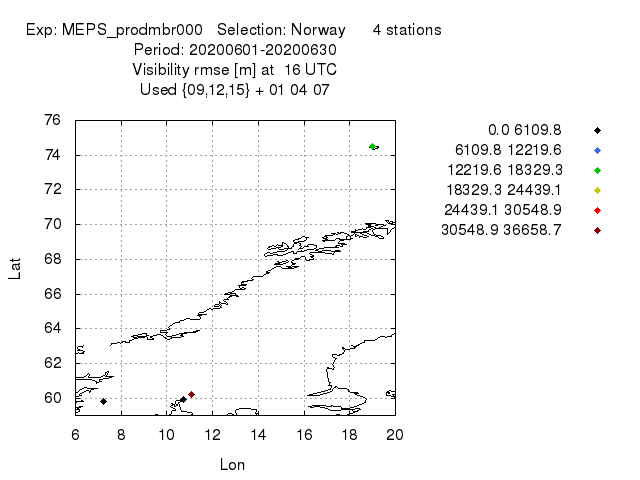 Exp: MEPS_prodmbr000   Selection: Norway      4 stations
Period: 20200601-20200630
Visibility rmse [m] at  16 UTC
Used {09,12,15} + 01 04 07
0.0 6109.8
6109.8 12219.6
12219.6 18329.3
18329.3 24439.1
24439.1 30548.9
30548.9 36658.7
76
74
72
70
68
66
64
62
60
Lat
6 8 10 12 14 16 18 20
Lon